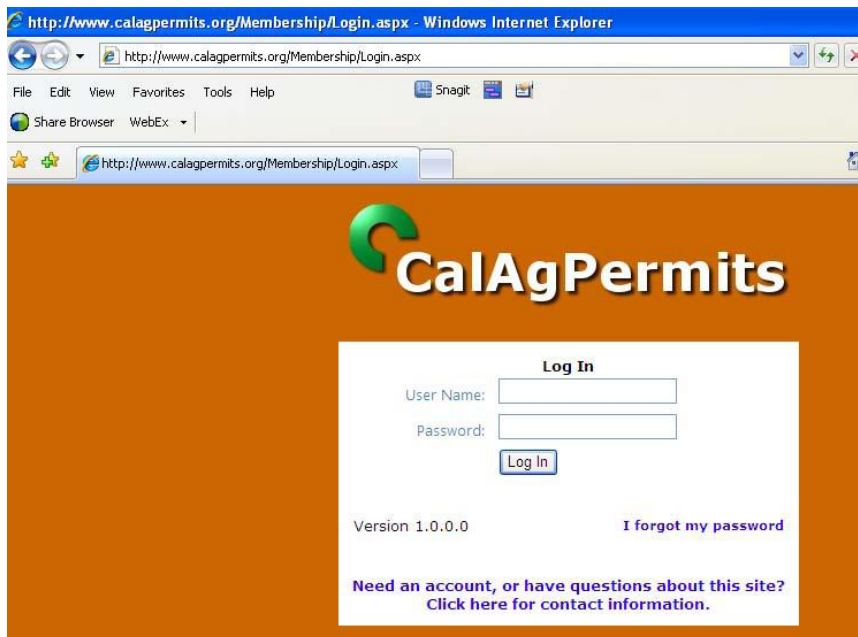 http://www.calagpermits.org/Membership/Login.aspx - Windows Internet Explorer
http://www.calagpermits.org/Membership/Login.aspx
File Edit View Favorites Tools Help Snagit
Share Browser WebEx
http://www.calagpermits.org/Membership/Login.aspx
CalAgPermits
Log In
User Name:
Password:
Log In
Version 1.0.0.0 I forgot my password
Need an account, or have questions about this site?
Click here for contact information.